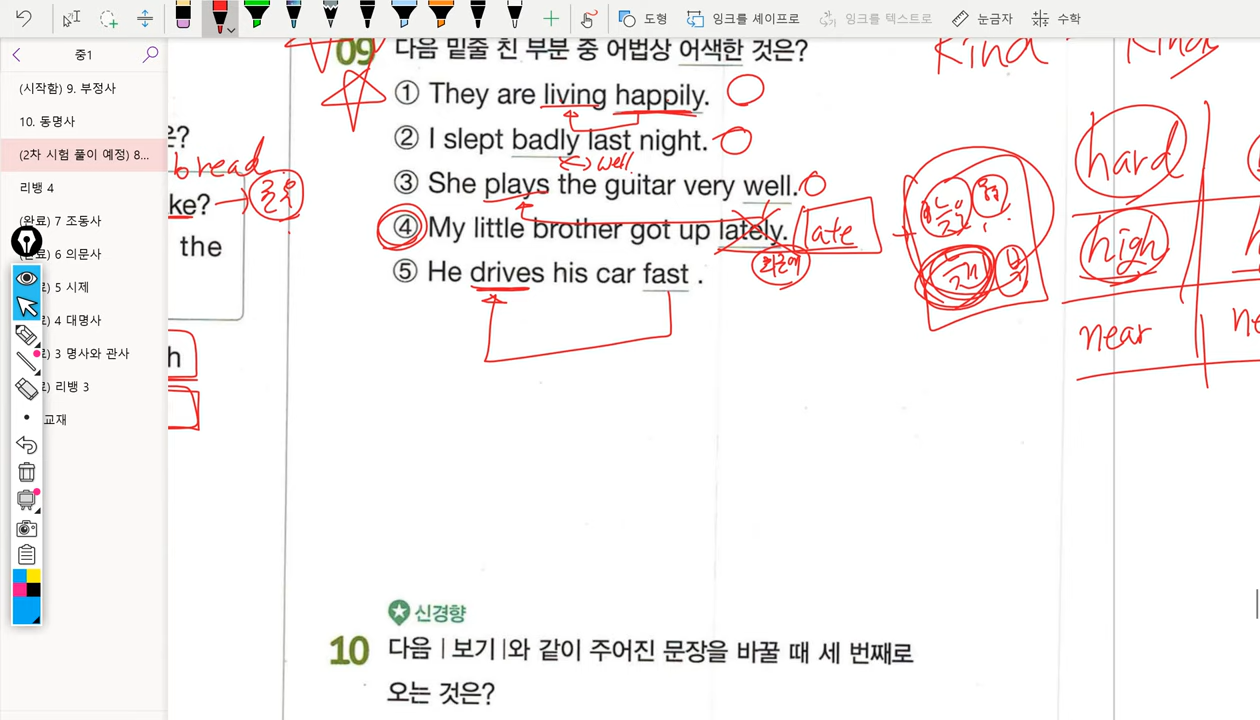 도형
잉크를 셰이프로
잉크를 텍스트로
눈금자
수학
중1
(시작함) 9. 부정사
10. 동명사
(2차 시험 풀이 예정) 8...
리뱅 4
(완료) 7 조동사
6 의문사
5 시제
4 대명사
3 명사와 관사
리뱅 3
교재
bread
ke?
the
h
09 다음 밑줄 친 부분 중 어법상 어색한 것은?
① They are living happily.
② I slept badly last night.
↔ well
③ She plays the guitar very well.
④ My little brother got up lately. late
최근에
⑤ He drives his car fast .
kind
hard
high
near
신경향
10 다음 | 보기 |와 같이 주어진 문장을 바꿀 때 세 번째로
오는 것은?